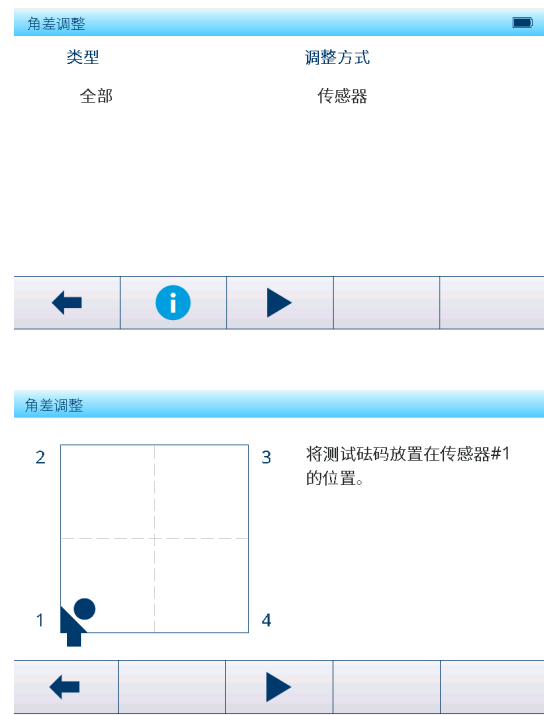 角差调整
类型 调整方式
全部 传感器
角差调整
2 3 将测试砝码放置在传感器#1
的位置。
1 4